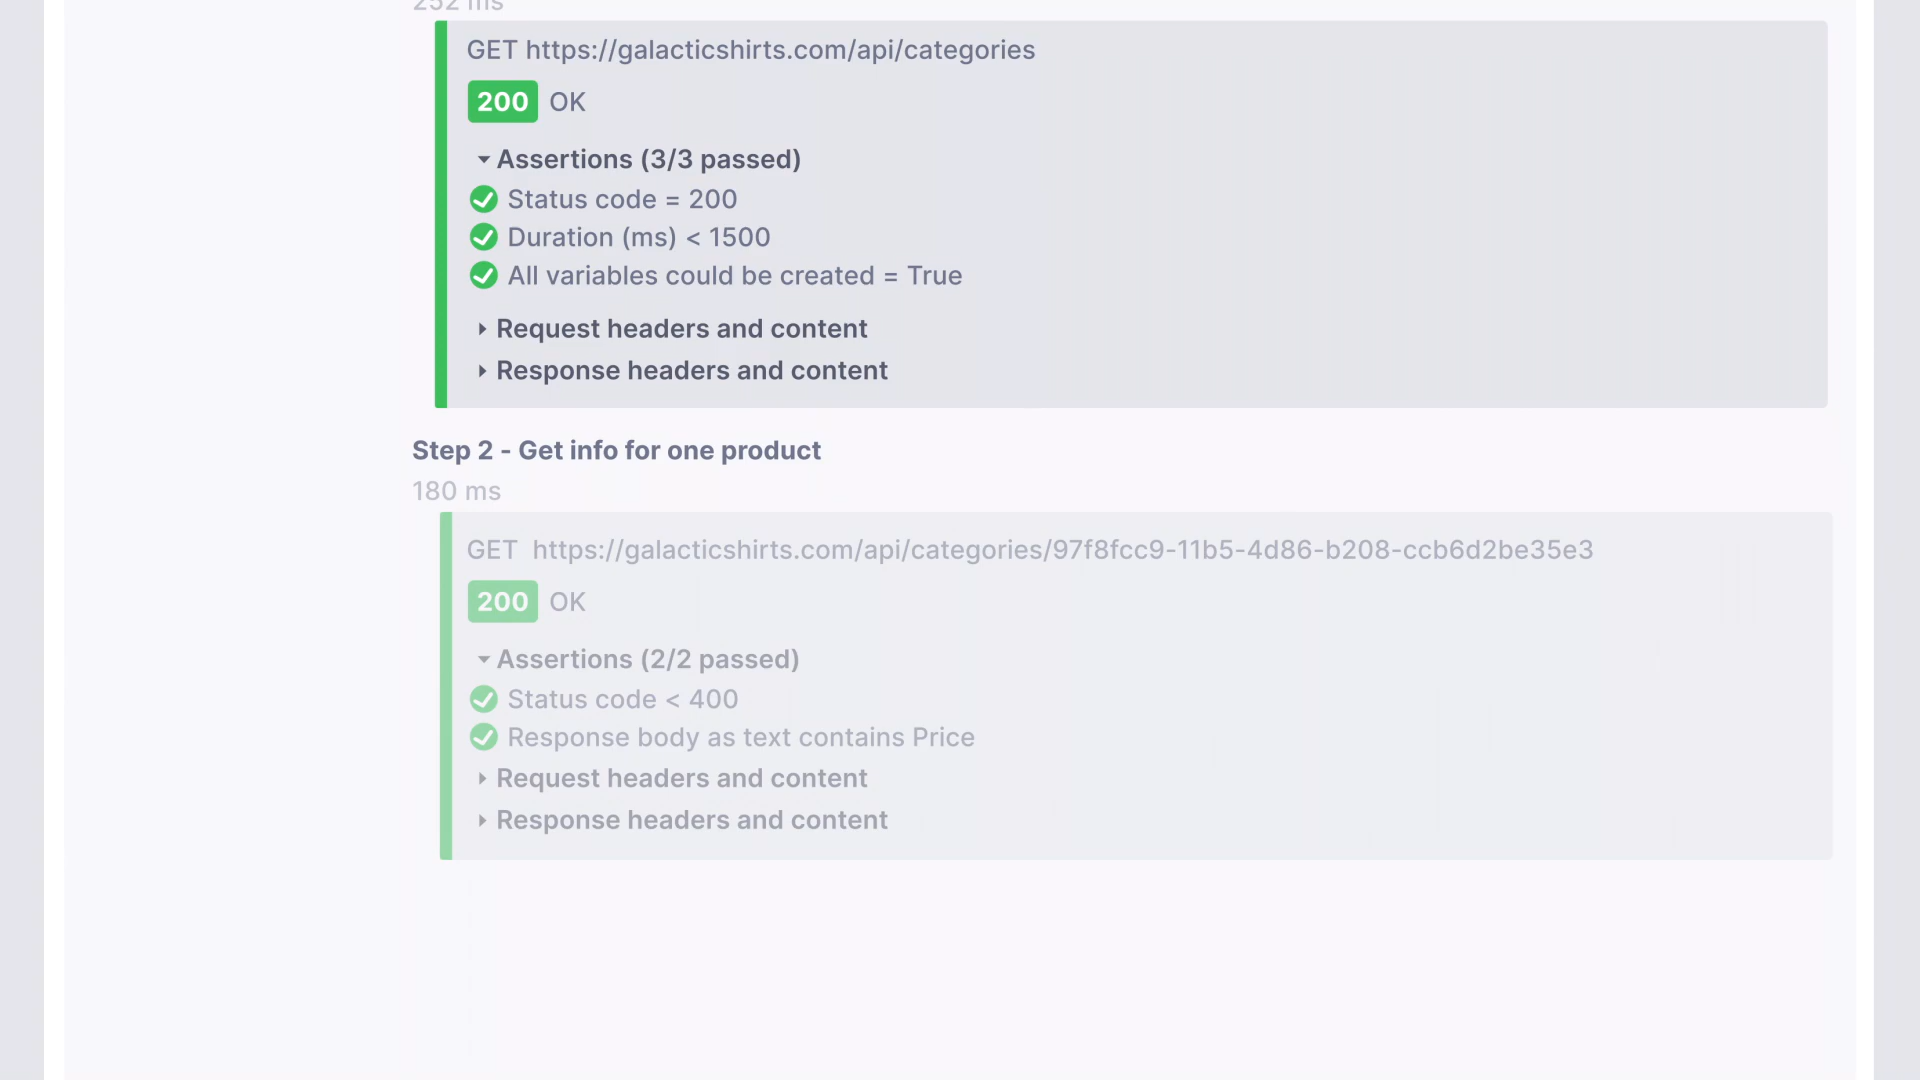 252 ms
GET https://galacticshirts.com/api/categories
200 OK
Assertions (3/3 passed)
Status code = 200
Duration (ms) < 1500
All variables could be created = True
Request headers and content
Response headers and content
Step 2 - Get info for one product
180 ms
GET https://galacticshirts.com/api/categories/97f8fcc9-11b5-4d86-b208-ccb6d2be35e3
200 OK
Assertions (2/2 passed)
Status code < 400
Response body as text contains Price
Request headers and content
Response headers and content